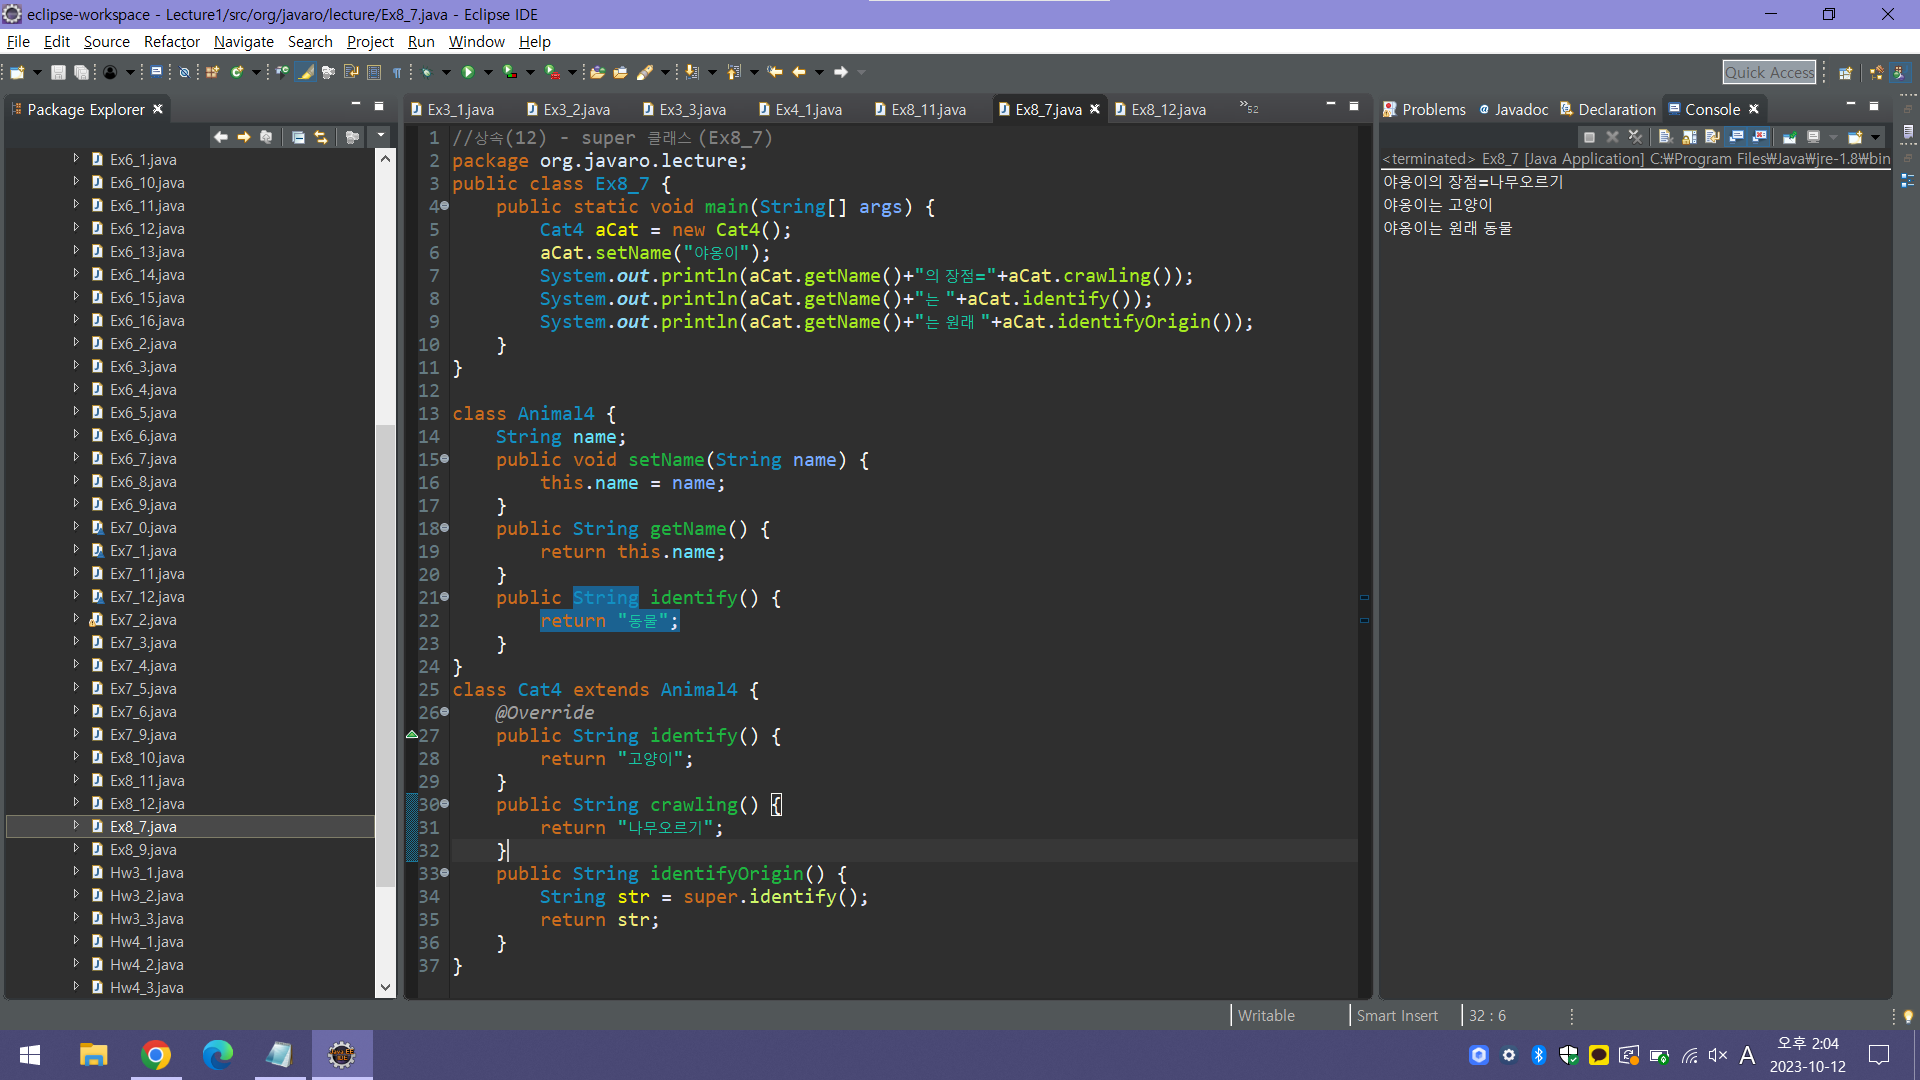 eclipse-workspace - Lecture1/src/org/javaro/lecture/Ex8_7.java - Eclipse IDE
File Edit Source Refactor Navigate Search Project Run Window Help
Quick Access
Package Explorer
Ex6_1.java
Ex6_10.java
Ex6_11.java
Ex6_12.java
Ex6_13.java
Ex6_14.java
Ex6_15.java
Ex6_16.java
Ex6_2.java
Ex6_3.java
Ex6_4.java
Ex6_5.java
Ex6_6.java
Ex6_7.java
Ex6_8.java
Ex6_9.java
Ex7_0.java
Ex7_1.java
Ex7_11.java
Ex7_12.java
Ex7_2.java
Ex7_3.java
Ex7_4.java
Ex7_5.java
Ex7_6.java
Ex7_9.java
Ex8_10.java
Ex8_11.java
Ex8_12.java
Ex8_7.java
Ex8_9.java
Hw3_1.java
Hw3_2.java
Hw3_3.java
Hw4_1.java
Hw4_2.java
Hw4_3.java
Ex3_1.java Ex3_2.java Ex3_3.java Ex4_1.java Ex8_11.java Ex8_7.java Ex8_12.java »52
1 //상속(12) - super 클래스 (Ex8_7)
2 package org.javaro.lecture;
3 public class Ex8_7 {
4 public static void main(String[] args) {
5 Cat4 aCat = new Cat4();
6 aCat.setName("야옹이");
7 System.out.println(aCat.getName()+"의 장점="+aCat.crawling());
8 System.out.println(aCat.getName()+"는 "+aCat.identify());
9 System.out.println(aCat.getName()+"는 원래 "+aCat.identifyOrigin());
10 }
11 }
12
13 class Animal4 {
14 String name;
15 public void setName(String name) {
16 this.name = name;
17 }
18 public String getName() {
19 return this.name;
20 }
21 public String identify() {
22 return "동물";
23 }
24 }
25 class Cat4 extends Animal4 {
26 @Override
27 public String identify() {
28 return "고양이";
29 }
30 public String crawling() {
31 return "나무오르기";
32 }
33 public String identifyOrigin() {
34 String str = super.identify();
35 return str;
36 }
37 }
Problems Javadoc Declaration Console
<terminated> Ex8_7 [Java Application] C:₩Program Files₩Java₩jre-1.8₩bin
야옹이의 장점=나무오르기
야옹이는 고양이
야옹이는 원래 동물
Writable Smart Insert 32 : 6
A
오후 2:04
2023-10-12